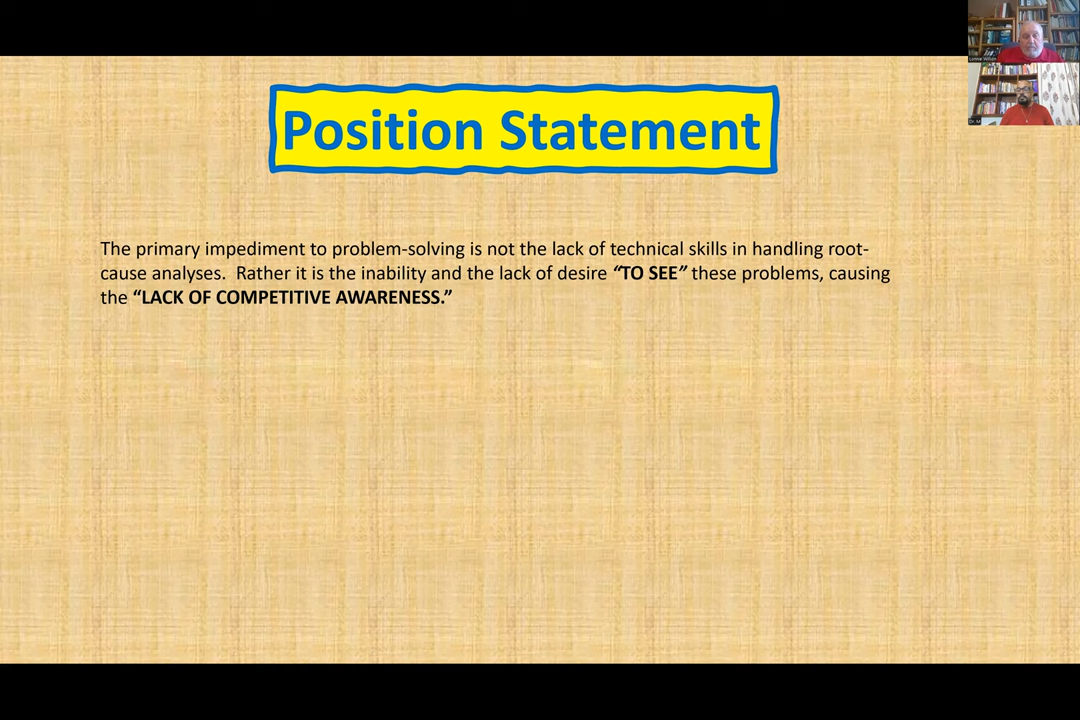 Position Statement
The primary impediment to problem-solving is not the lack of technical skills in handling root-
cause analyses.  Rather it is the inability and the lack of desire “TO SEE” these problems, causing
the “LACK OF COMPETITIVE AWARENESS.”
Dr. M